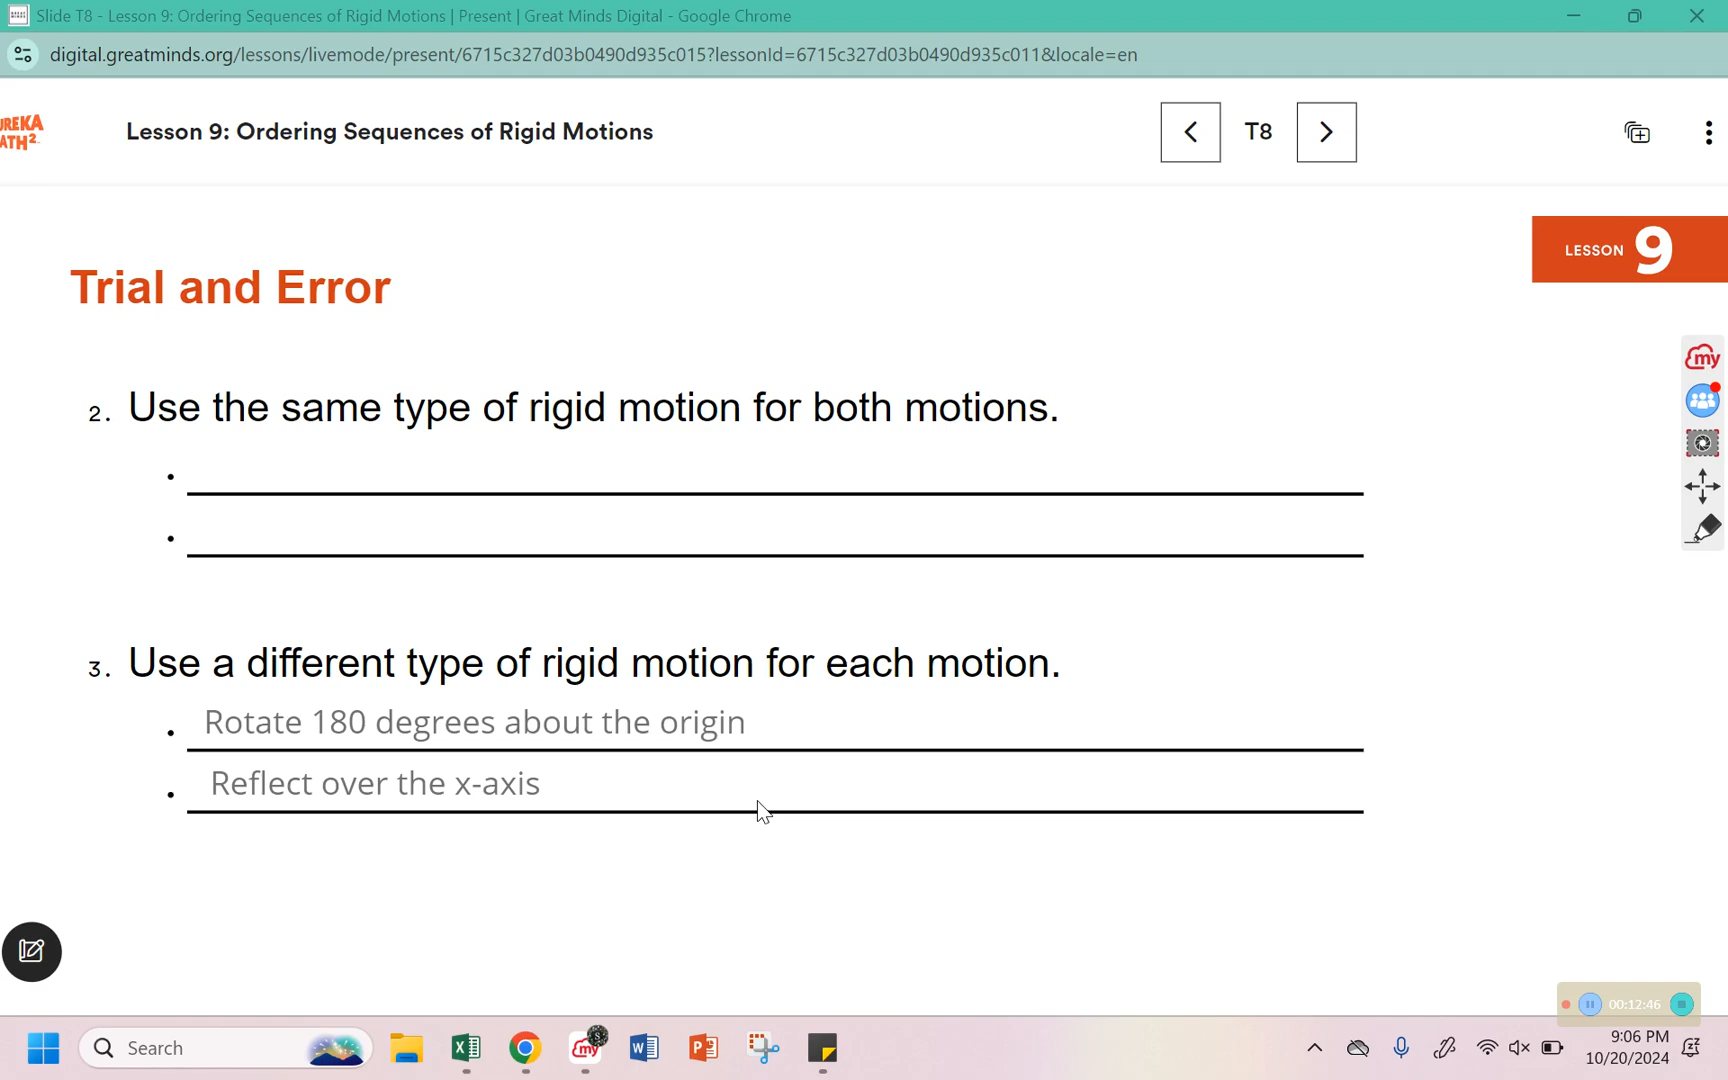 Slide T8 - Lesson 9: Ordering Sequences of Rigid Motions | Present | Great Minds Digital - Google Chrome
digital.greatminds.org/lessons/livemode/present/6715c327d03b0490d935c015?lessonId=6715c327d03b0490d935c011&locale=en
UREKA
ATH2
Lesson 9: Ordering Sequences of Rigid Motions
T8
LESSON 9
Trial and Error
my
2. Use the same type of rigid motion for both motions.
3. Use a different type of rigid motion for each motion.
• Rotate 180 degrees about the origin
• Reflect over the x-axis
00:12:46
Search
my
S
9:06 PM
10/20/2024